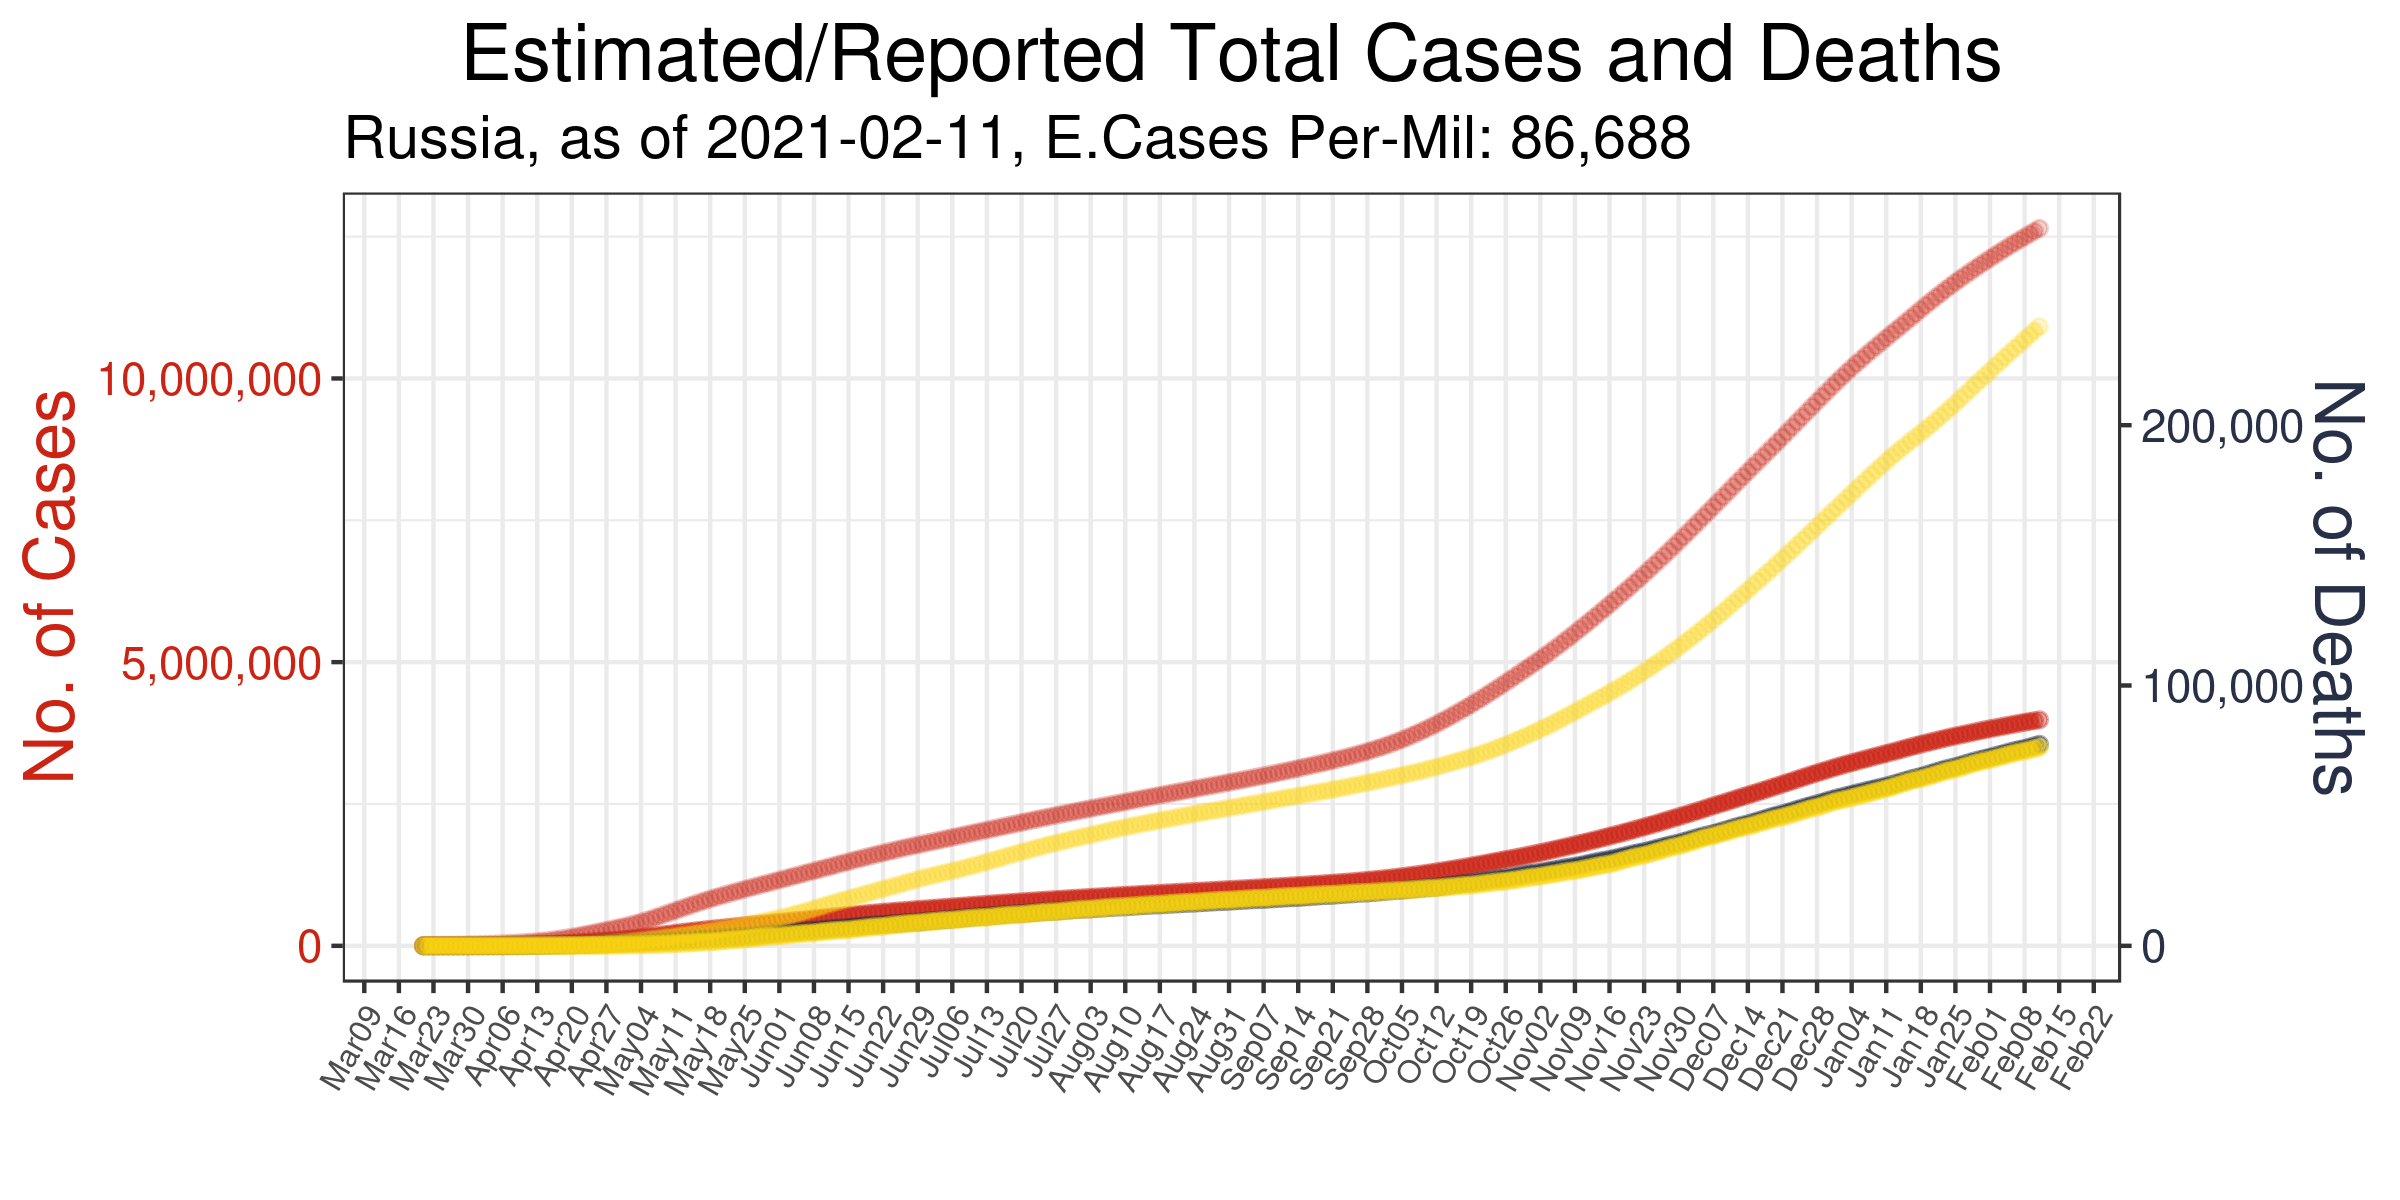 Estimated/Reported Total Cases and Deaths
Russia, as of 2021-02-11, E.Cases Per-Mil: 86,688
No. of Cases
10,000,000
5,000,000
0
No. of Deaths
200,000
100,000
0
Mar09
Mar16
Mar23
Mar30
Apr06
Apr13
Apr20
Apr27
May04
May11
May18
May25
Jun01
Jun08
Jun15
Jun22
Jun29
Jul06
Jul13
Jul20
Jul27
Aug03
Aug10
Aug17
Aug24
Aug31
Sep07
Sep14
Sep21
Sep28
Oct05
Oct12
Oct19
Oct26
Nov02
Nov09
Nov16
Nov23
Nov30
Dec07
Dec14
Dec21
Dec28
Jan04
Jan11
Jan18
Jan25
Feb01
Feb08
Feb15
Feb22